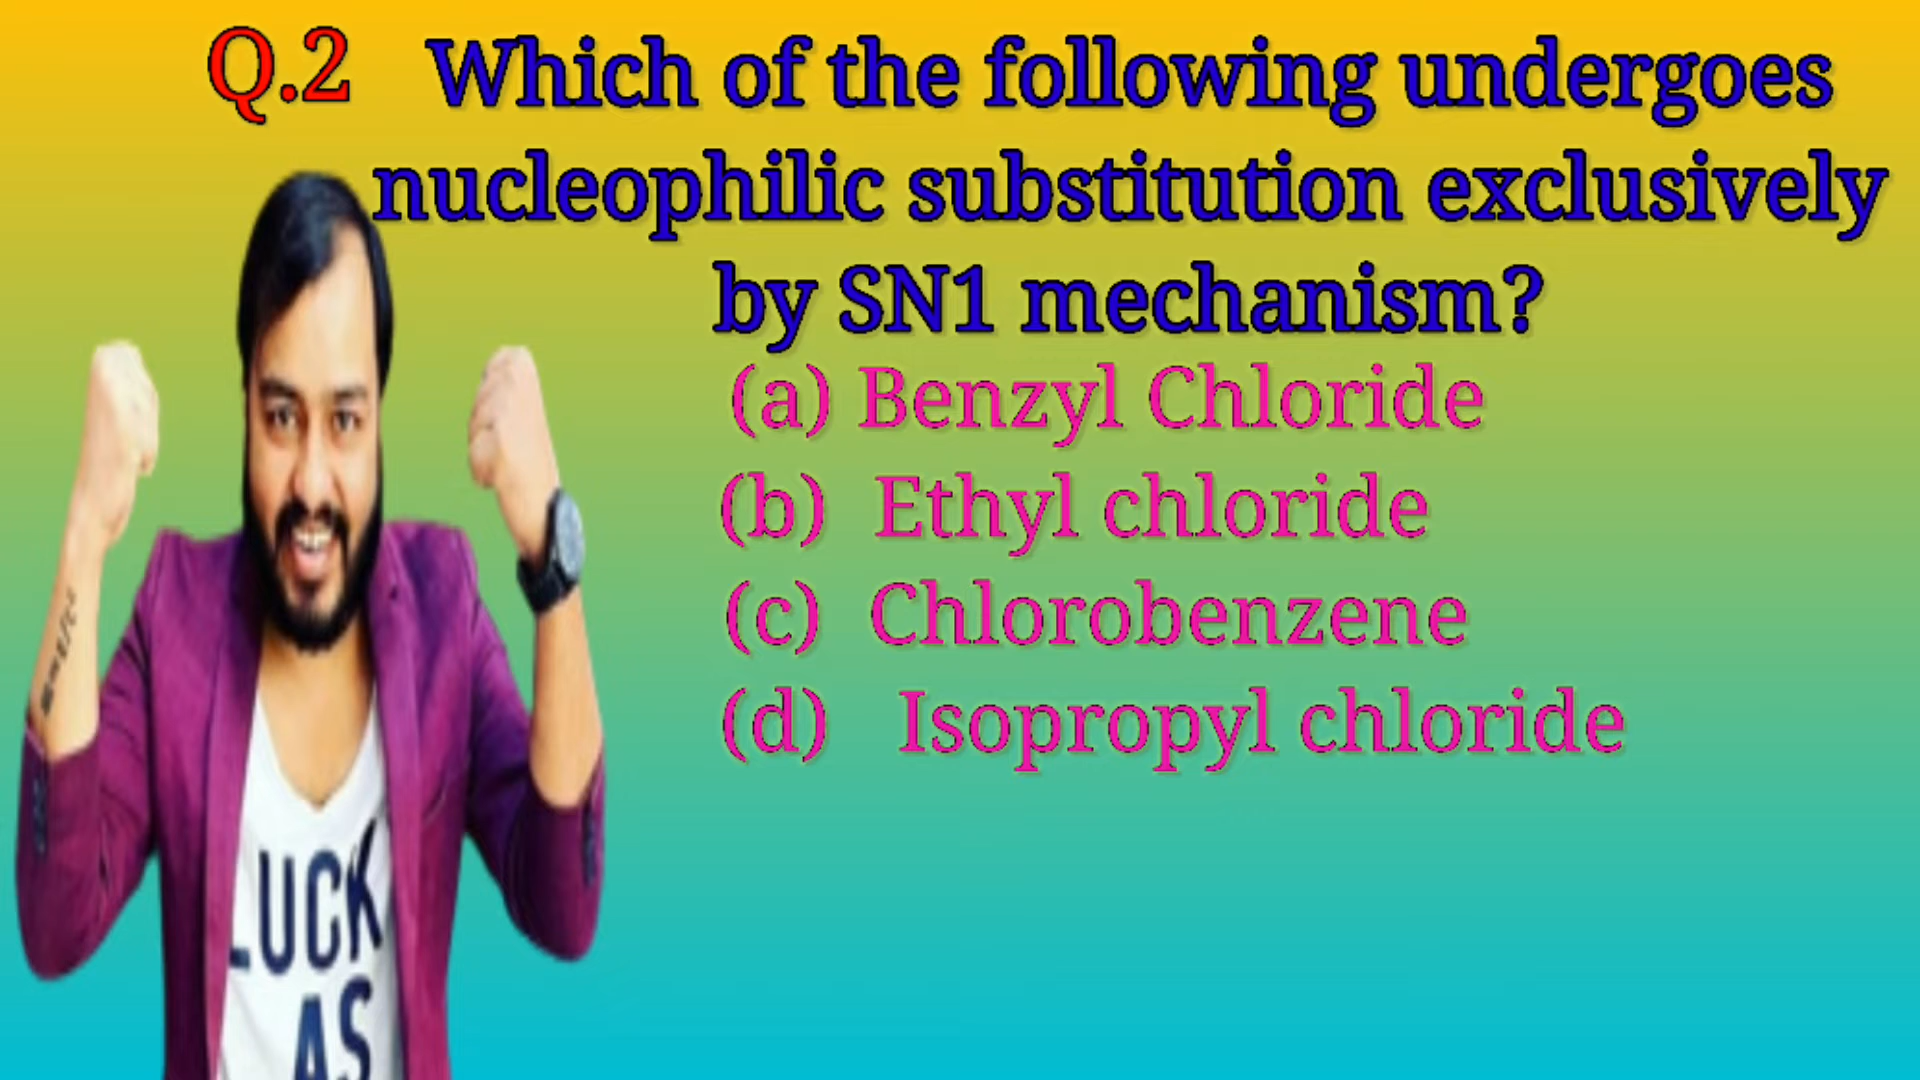 Q.2 Which of the following undergoes
nucleophilic substitution exclusively
by SN1 mechanism?
(a) Benzyl Chloride
(b) Ethyl chloride
(c) Chlorobenzene
(d) Isopropyl chloride
LUCK
AS